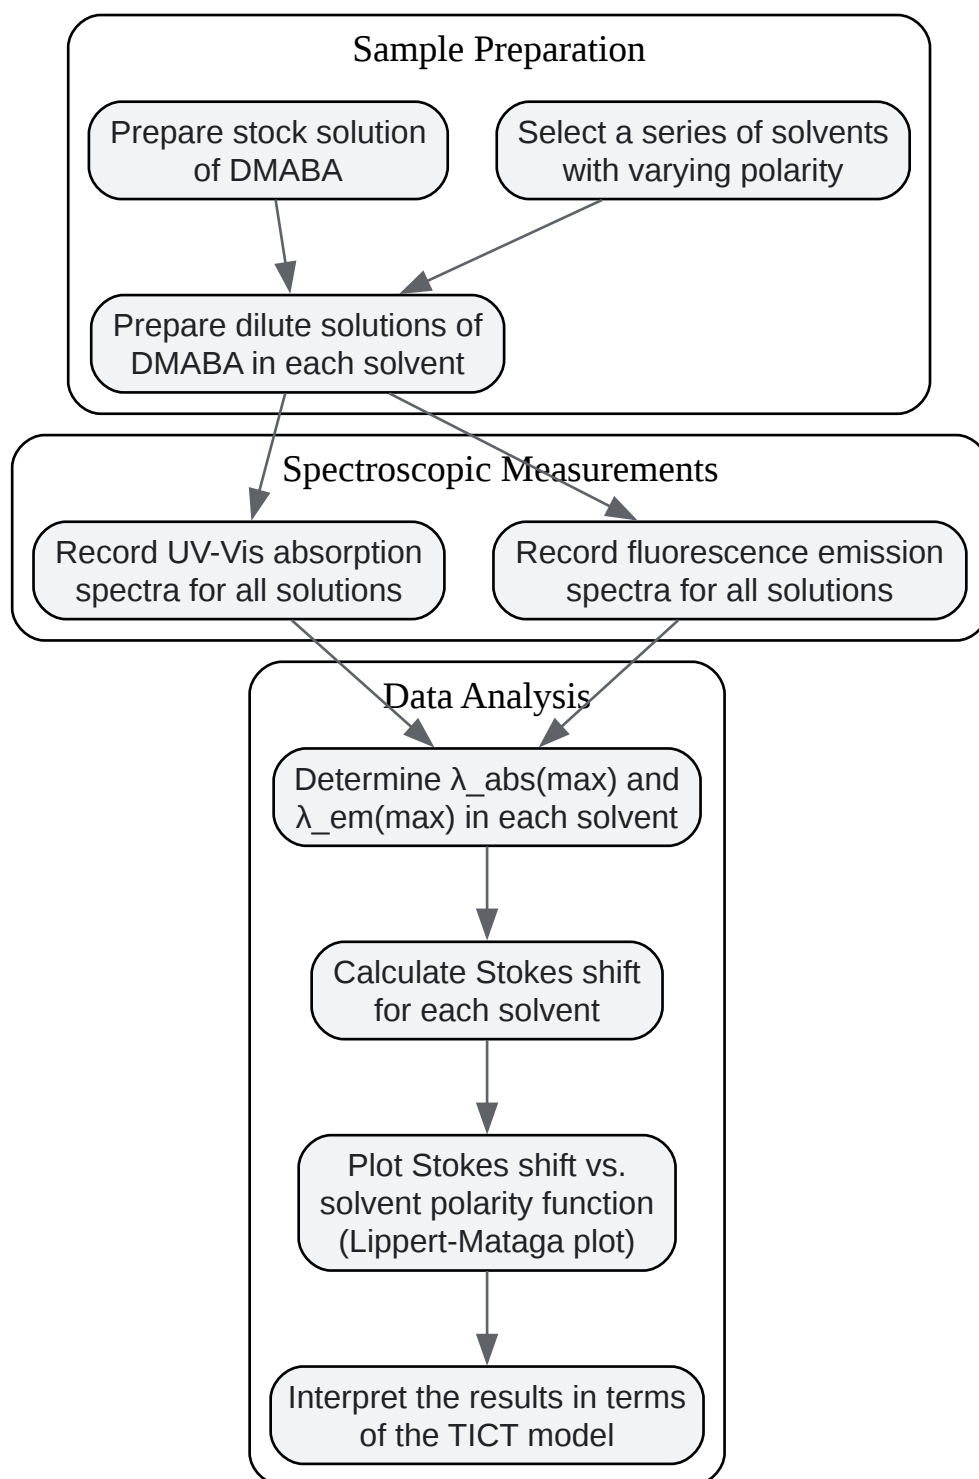 Sample Preparation
Prepare stock solution
of DMABA
Select a series of solvents
with varying polarity
Prepare dilute solutions of
DMABA in each solvent
Spectroscopic Measurements
Record UV-Vis absorption
spectra for all solutions
Record fluorescence emission
spectra for all solutions
Data Analysis
Determine λ_abs(max) and
λ_em(max) in each solvent
Calculate Stokes shift
for each solvent
Plot Stokes shift vs.
solvent polarity function
(Lippert-Mataga plot)
Interpret the results in terms
of the TICT model